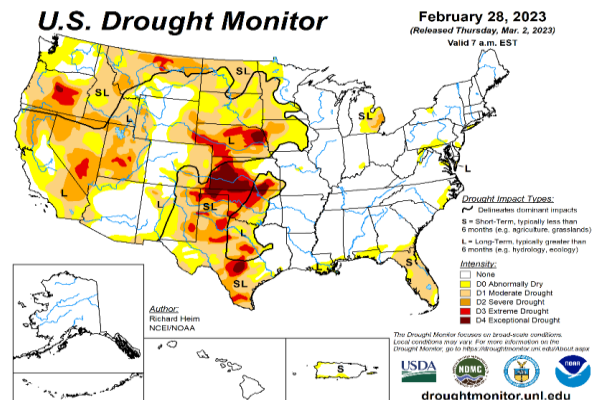 U.S. Drought Monitor
February 28, 2023
(Released Thursday, Mar. 2, 2023)
Valid 7 a.m. EST
SL
SL
L
L
SL
L
L
L
SL
L
SL
S
L
Drought Impact Types:
Delineates dominant impacts
S = Short-Term, typically less than
6 months (e.g. agriculture, grasslands)
L = Long-Term, typically greater than
6 months (e.g. hydrology, ecology)
Intensity:
None
D0 Abnormally Dry
D1 Moderate Drought
D2 Severe Drought
D3 Extreme Drought
D4 Exceptional Drought
Author:
Richard Heim
NCEI/NOAA
S
The Drought Monitor focuses on broad-scale conditions.
Local conditions may vary. For more information on the
Drought Monitor, go to https://droughtmonitor.unl.edu/About.aspx
USDA
NDMC
NOAA
droughtmonitor.unl.edu